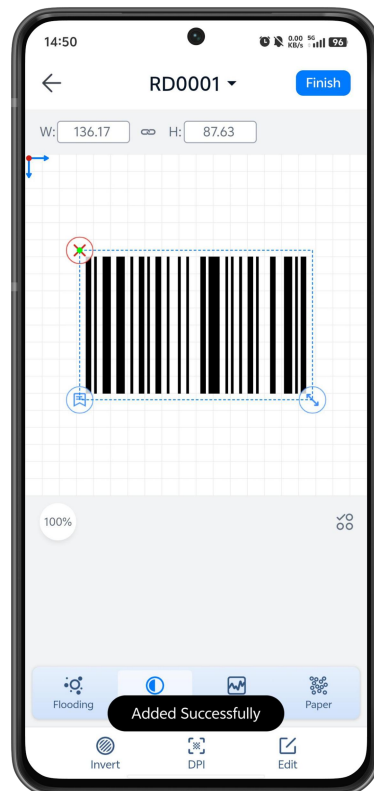 14:50
0.00 KB/s 5G 96
RD0001
Finish
W: 136.17 H: 87.63
100%
Flooding
Paper
Added Successfully
Invert
DPI
Edit